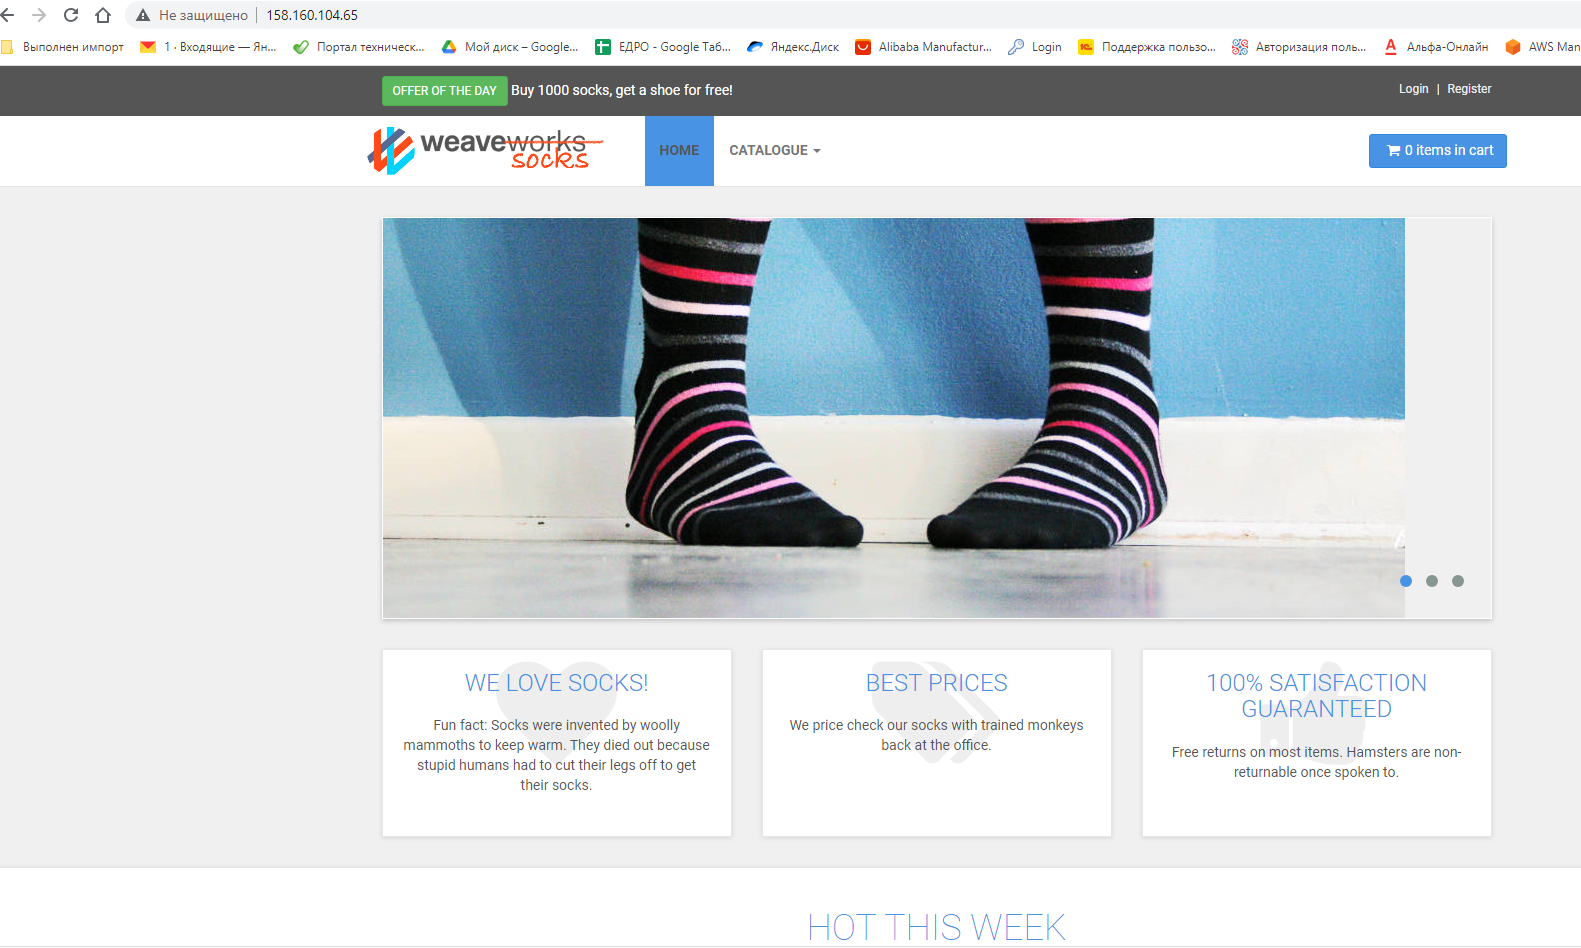 Не защищено 158.160.104.65
Выполнен импорт 1 · Входящие — Ян... Портал техническ... Мой диск – Google... ЕДРО - Google Таб... Яндекс.Диск Alibaba Manufactur... Login Поддержка пользо... Авторизация поль... Альфа-Онлайн AWS Man
OFFER OF THE DAY Buy 1000 socks, get a shoe for free! Login | Register
weaveworks
socks
HOME CATALOGUE 0 items in cart
WE LOVE SOCKS!
Fun fact: Socks were invented by woolly
mammoths to keep warm. They died out because
stupid humans had to cut their legs off to get
their socks.
BEST PRICES
We price check our socks with trained monkeys
back at the office.
100% SATISFACTION
GUARANTEED
Free returns on most items. Hamsters are non-
returnable once spoken to.
HOT THIS WEEK